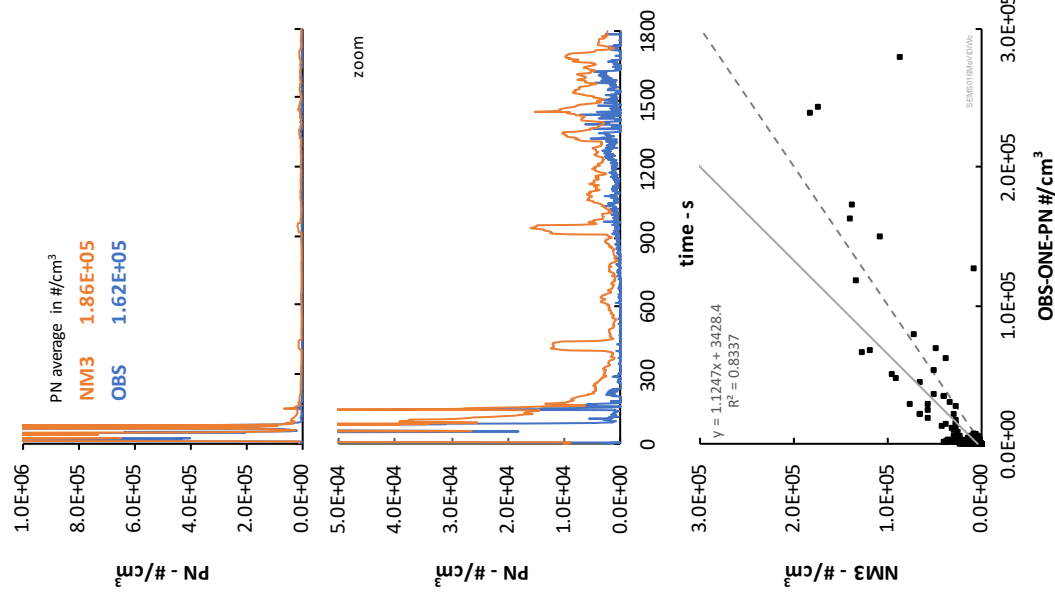 PN - #/cm³
1.0E+06
8.0E+05
6.0E+05
4.0E+05
2.0E+05
0.0E+00
PN average in #/cm³
NM3 1.86E+05
OBS 1.62E+05
PN - #/cm³
5.0E+04
4.0E+04
3.0E+04
2.0E+04
1.0E+04
0.0E+00
zoom
0 300 600 900 1200 1500 1800
time - s
NM3 - #/cm³
3.0E+05
2.0E+05
1.0E+05
0.0E+00
y = 1.1247x + 3428.4
R² = 0.8337
0.0E+00 1.0E+05 2.0E+05 3.0E+05
OBS-ONE-PN #/cm³